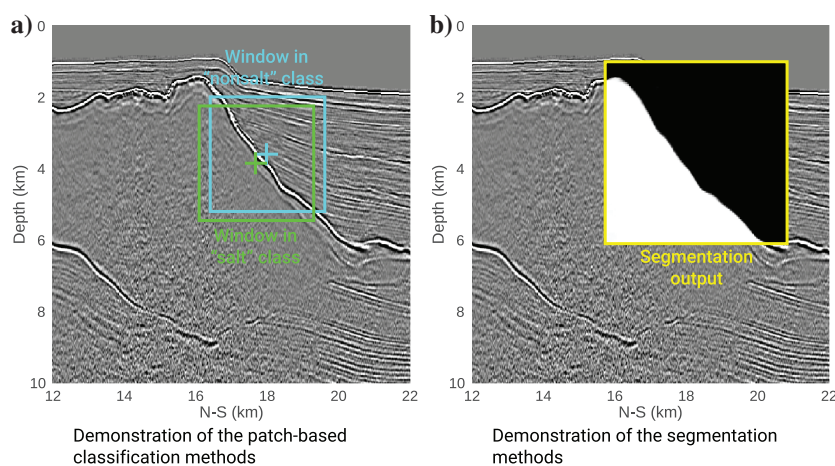 a)
0
2
4
6
8
10
Depth (km)
Window in
"nonsalt" class
Window in
"salt" class
12 14 16 18 20 22
N-S (km)
Demonstration of the patch-based
classification methods
b)
0
2
4
6
8
10
Depth (km)
Segmentation
output
12 14 16 18 20 22
N-S (km)
Demonstration of the segmentation
methods